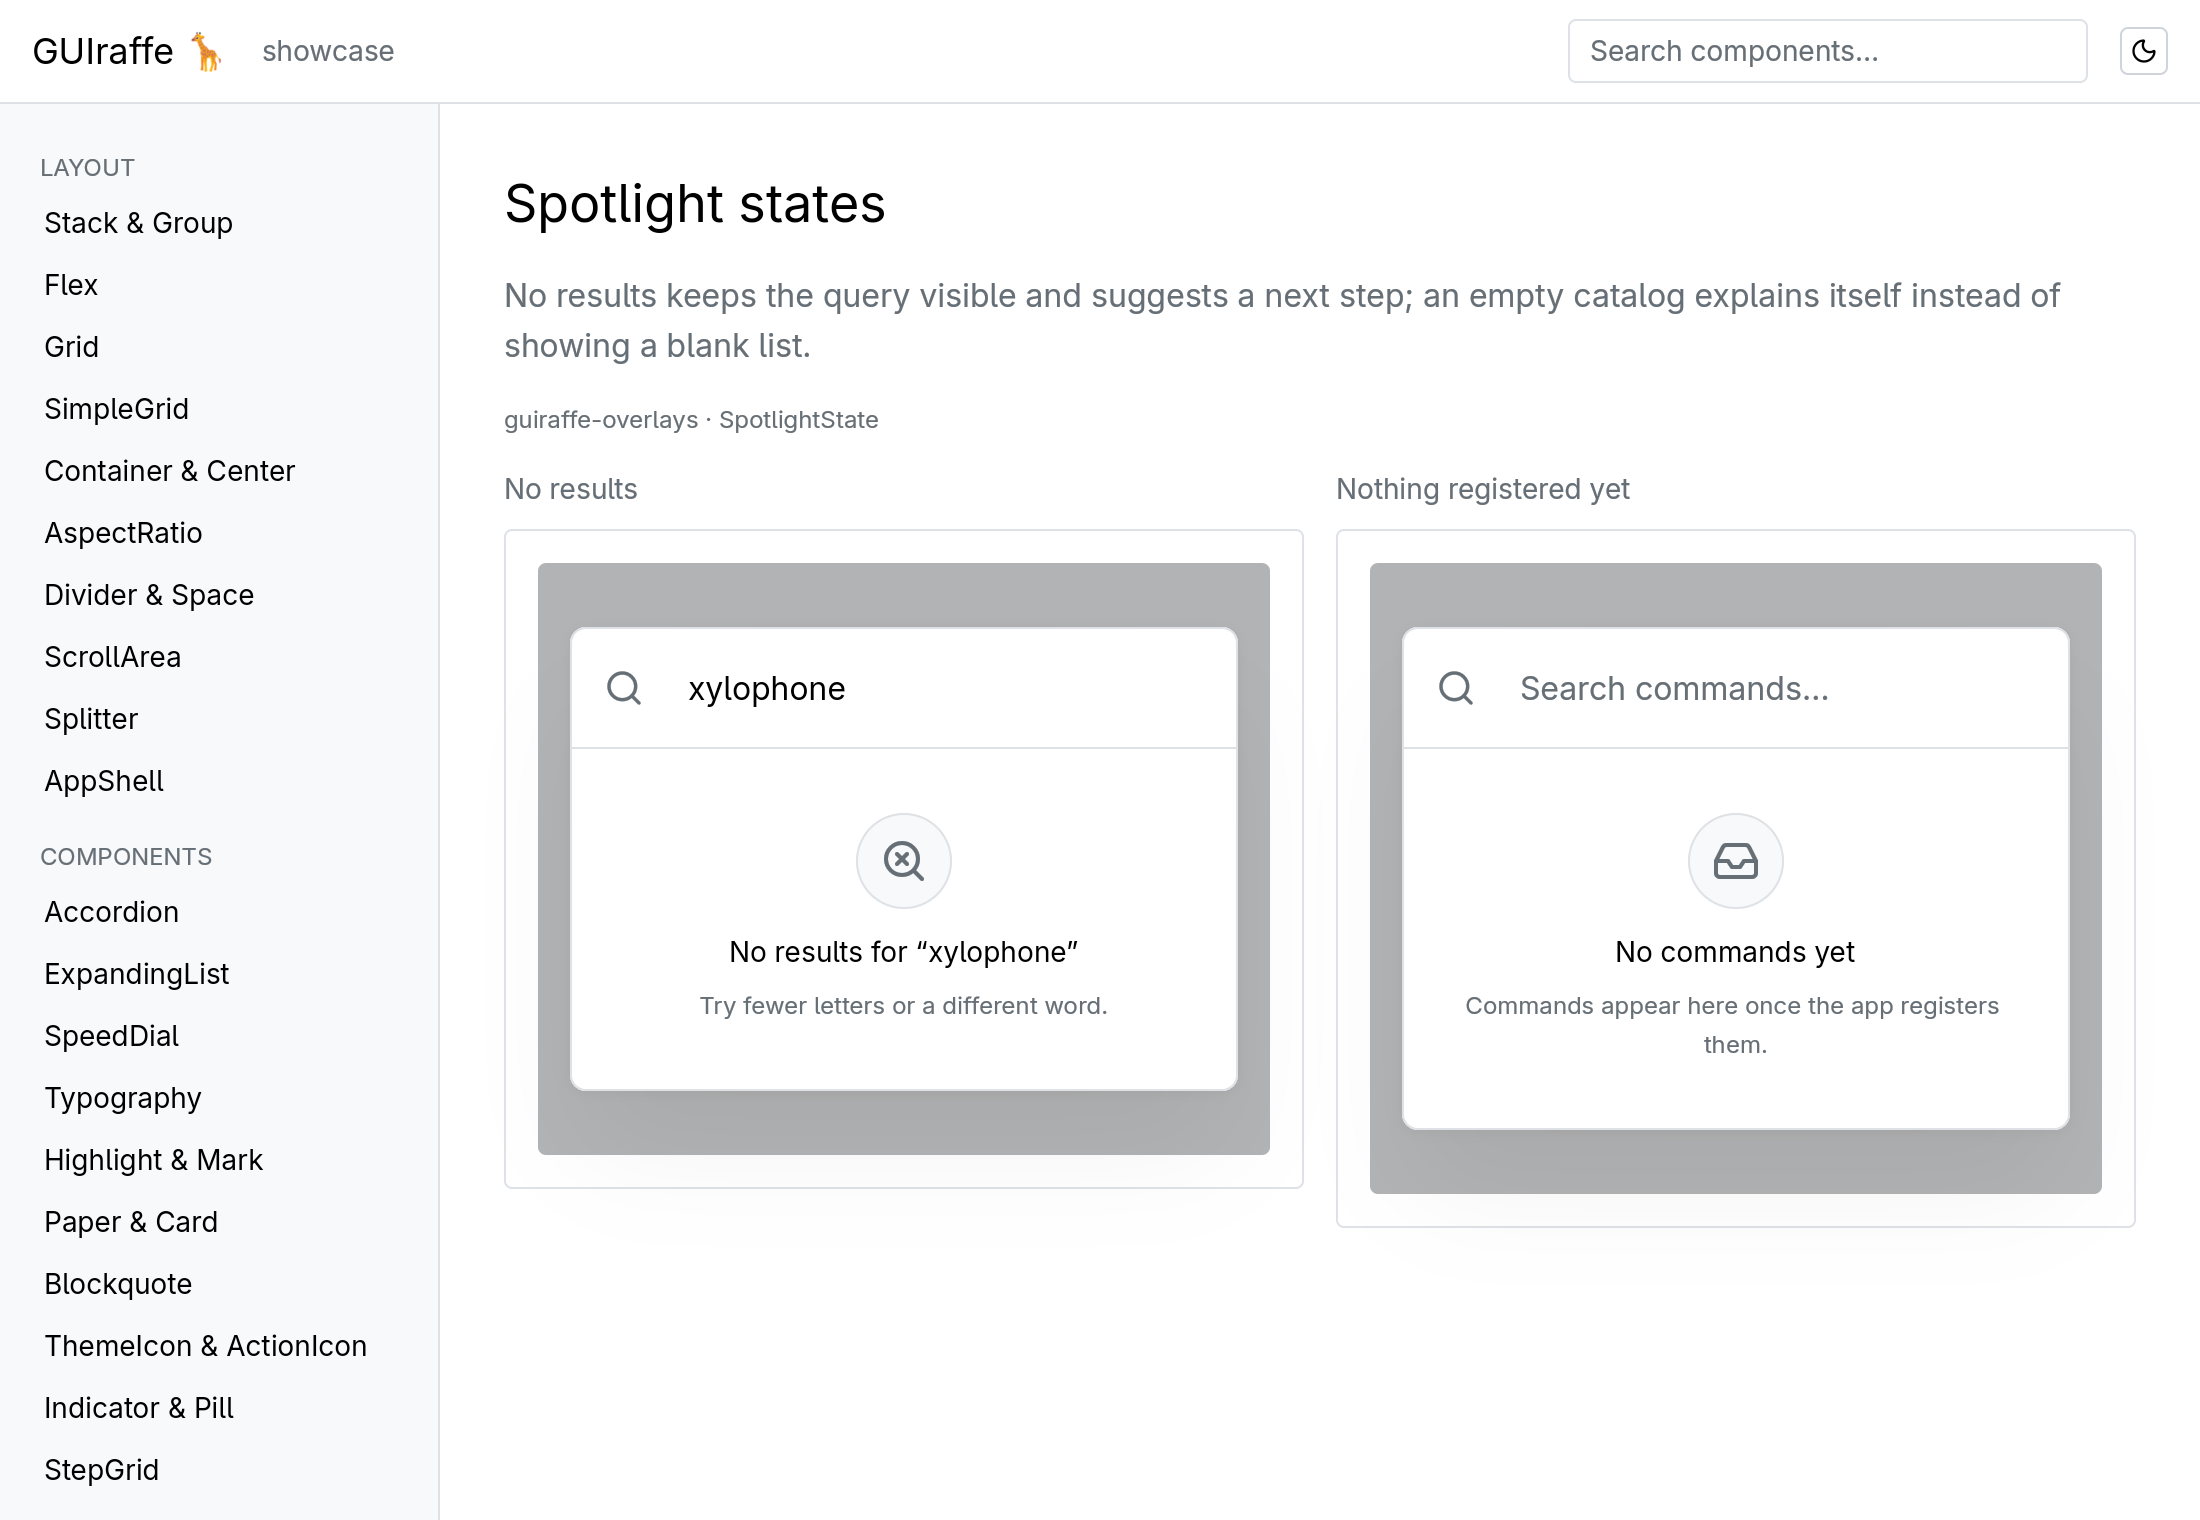 GUIraffe 🦒 showcase
Search components...
LAYOUT
Stack & Group
Flex
Grid
SimpleGrid
Container & Center
AspectRatio
Divider & Space
ScrollArea
Splitter
AppShell
COMPONENTS
Accordion
ExpandingList
SpeedDial
Typography
Highlight & Mark
Paper & Card
Blockquote
ThemeIcon & ActionIcon
Indicator & Pill
StepGrid
Spotlight states
No results keeps the query visible and suggests a next step; an empty catalog explains itself instead of
showing a blank list.
guiraffe-overlays · SpotlightState
No results
xylophone
No results for “xylophone”
Try fewer letters or a different word.
Nothing registered yet
Search commands...
No commands yet
Commands appear here once the app registers
them.